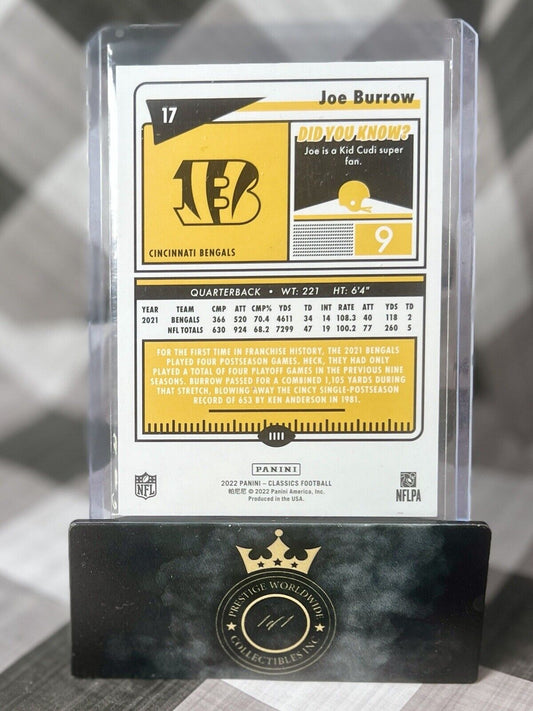 17
Joe Burrow
B
CINCINNATI BENGALS
DID YOU KNOW?
Joe is a Kid Cudi super
fan.
9
QUARTERBACK • WT: 221 HT: 6'4"
YEAR TEAM CMP ATT CMP% YDS TD INT RATE ATT YDS TD
2021 BENGALS 366 520 70.4 4611 34 14 108.3 40 118 2
NFL TOTALS 630 924 68.2 7299 47 19 100.2 77 260 5
FOR THE FIRST TIME IN FRANCHISE HISTORY, THE 2021 BENGALS
PLAYED FOUR POSTSEASON GAMES. HECK, THEY HAD ONLY
PLAYED A TOTAL OF FOUR PLAYOFF GAMES IN THE PREVIOUS NINE
SEASONS. BURROW PASSED FOR A COMBINED 1,105 YARDS DURING
THAT STRETCH, BLOWING AWAY THE CINCY SINGLE-POSTSEASON
RECORD OF 653 BY KEN ANDERSON IN 1981.
PANINI
NFL
2022 PANINI – CLASSICS FOOTBALL
帕尼尼 © 2022 Panini America, Inc.
Produced in the USA.
NFLPA
PRESTIGE WORLDWIDE
1of1
COLLECTIBLES INC